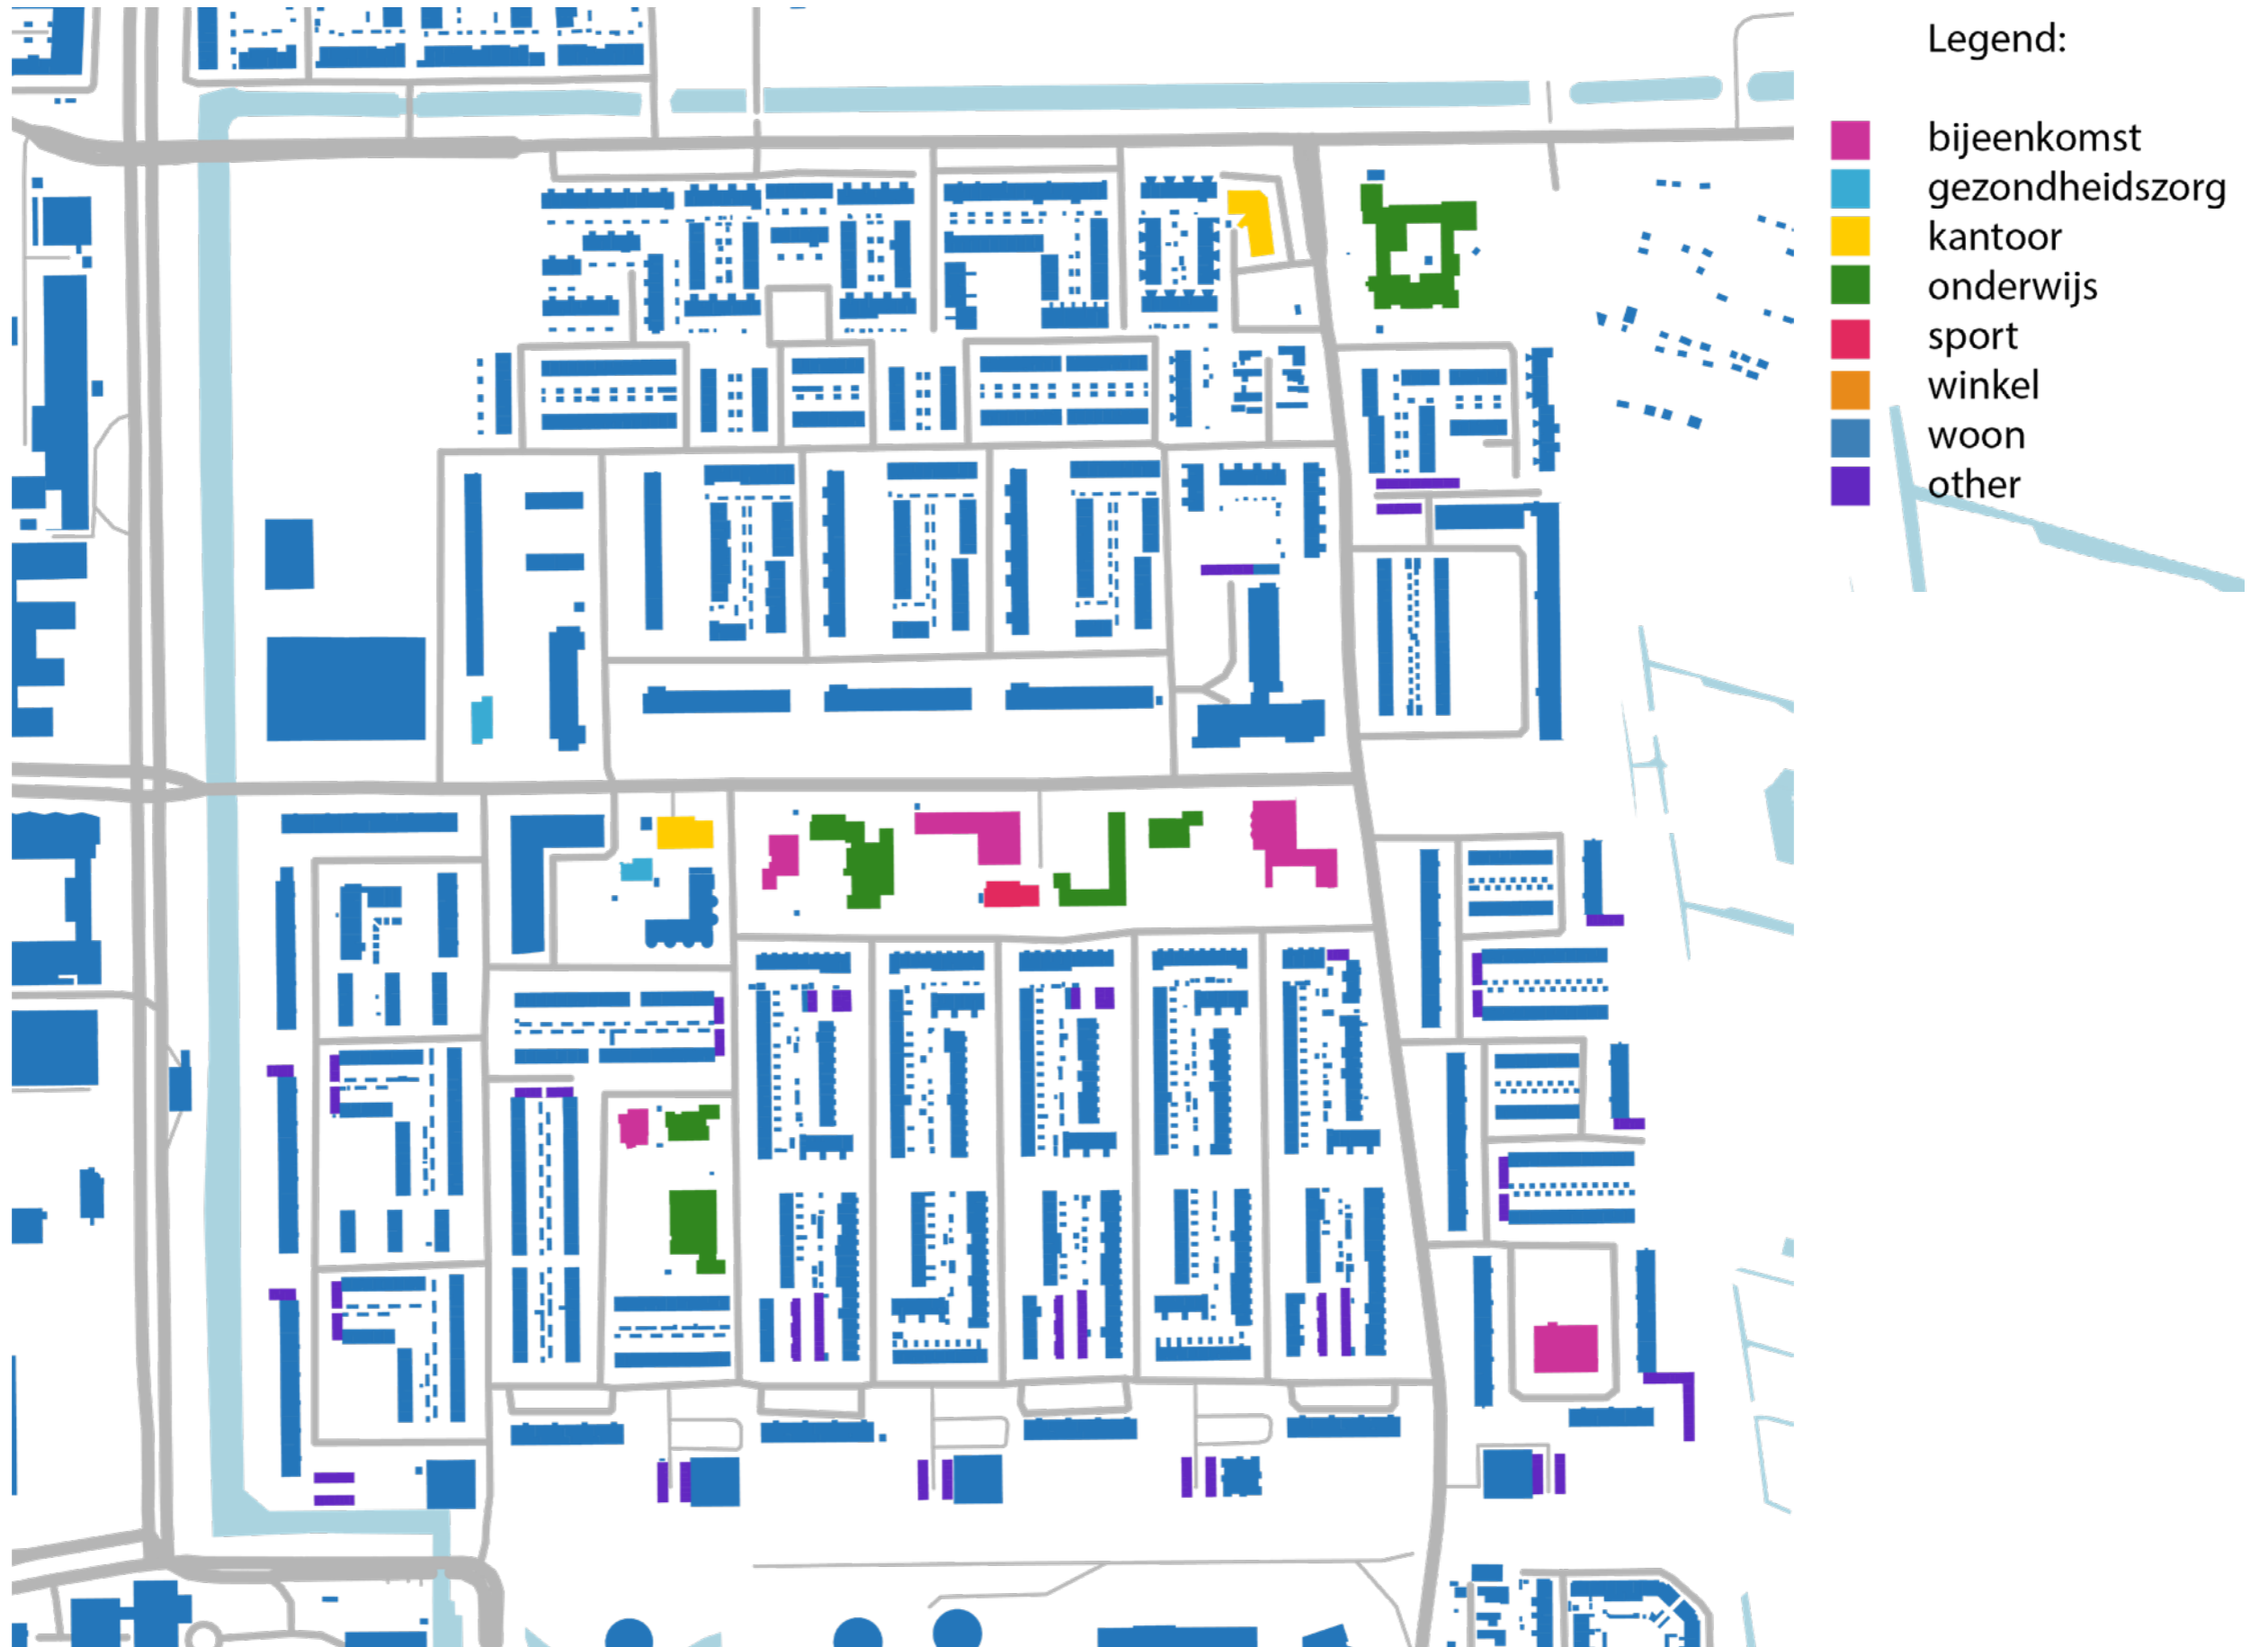 Legend:
bijeenkomst
gezondheidszorg
kantoor
onderwijs
sport
winkel
woon
other